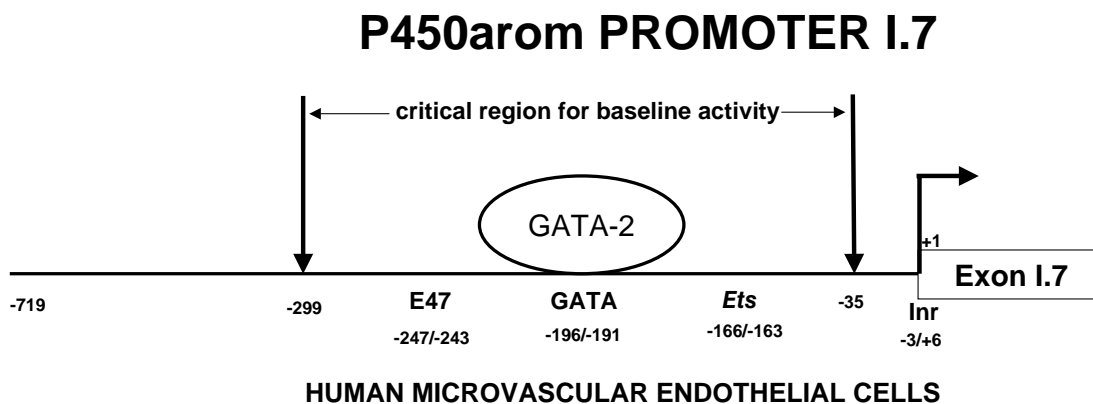 P450arom PROMOTER I.7
critical region for baseline activity
GATA-2
+1
Exon I.7
-719
-299
E47
-247/-243
GATA
-196/-191
Ets
-166/-163
-35
Inr
-3/+6
HUMAN MICROVASCULAR ENDOTHELIAL CELLS